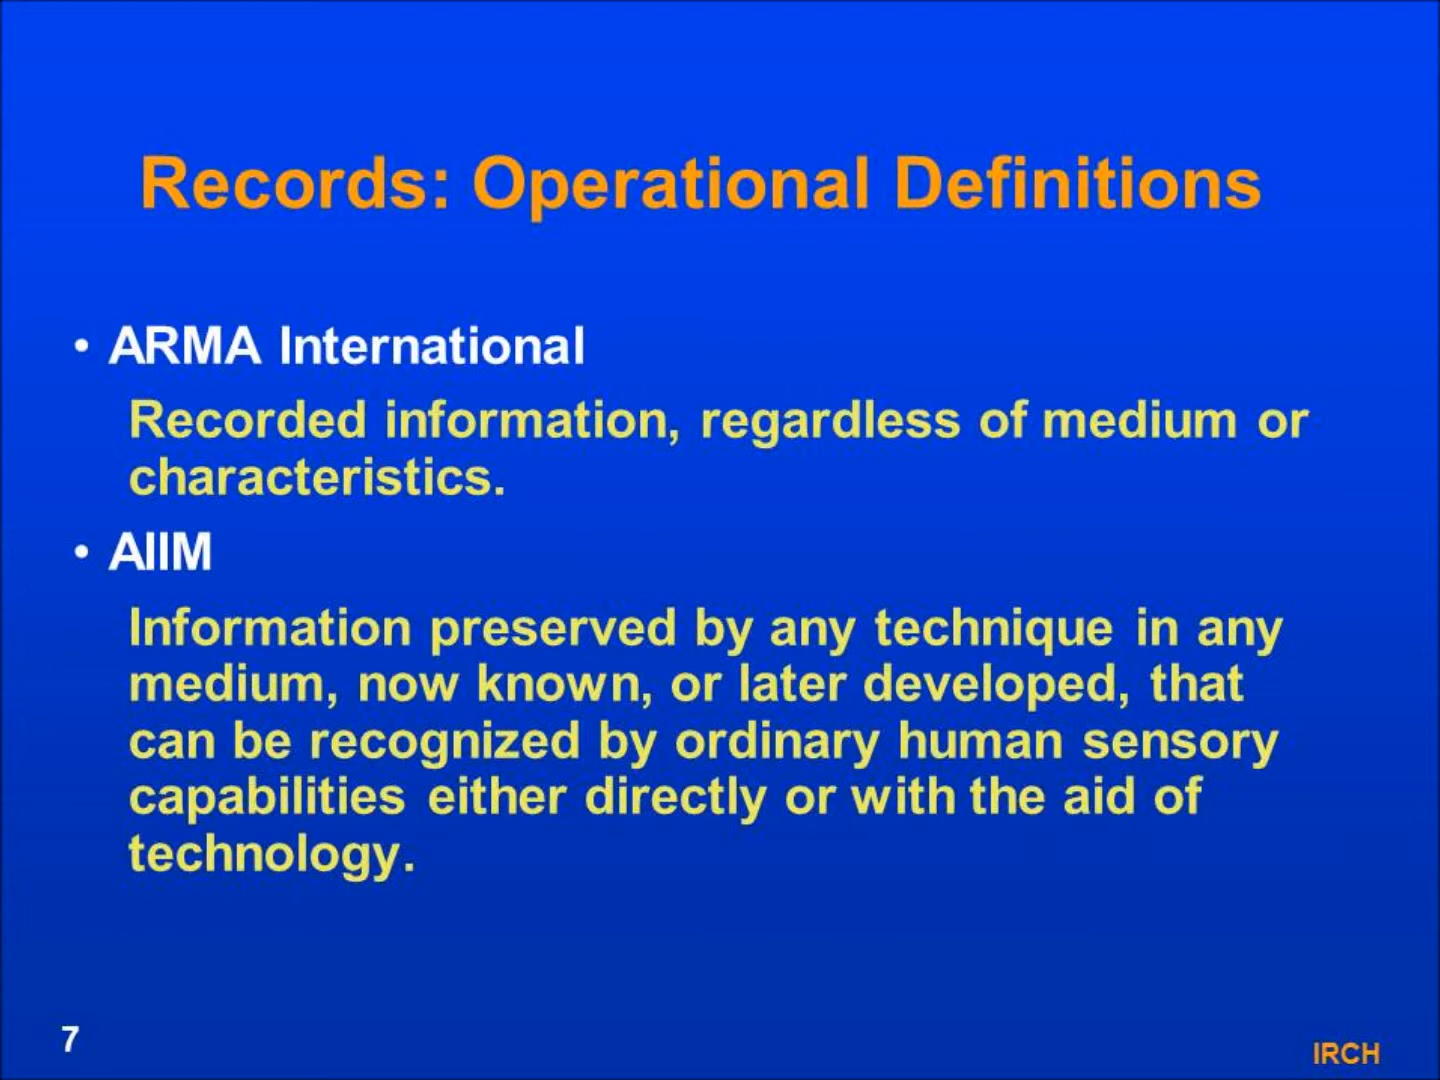 Records: Operational Definitions
• ARMA International
Recorded information, regardless of medium or
characteristics.
• AIIM
Information preserved by any technique in any
medium, now known, or later developed, that
can be recognized by ordinary human sensory
capabilities either directly or with the aid of
technology.
7
IRCH